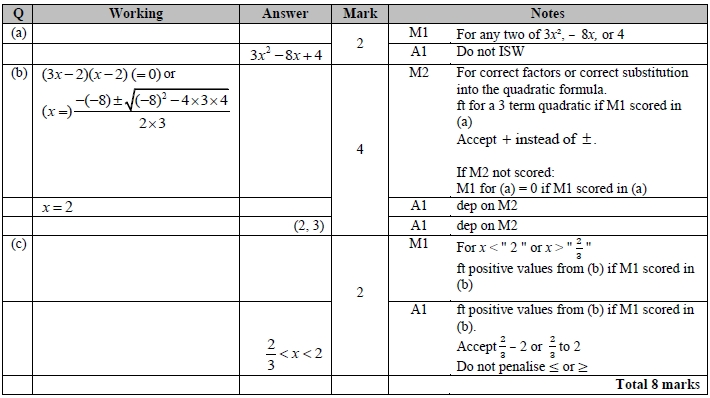 Q Working Answer Mark Notes
(a) 2 M1 For any two of 3x², – 8x, or 4
3x² – 8x + 4 A1 Do not ISW
(b) (3x – 2)(x – 2) (= 0) or M2 For correct factors or correct substitution
(x =) (–(–8) ± √((–8)² – 4 × 3 × 4)) / (2 × 3) into the quadratic formula.
ft for a 3 term quadratic if M1 scored in
(a)
Accept + instead of ±.
4
If M2 not scored:
M1 for (a) = 0 if M1 scored in (a)
x = 2 A1 dep on M2
(2, 3) A1 dep on M2
(c) M1 For x < " 2 " or x > " 2/3 "
ft positive values from (b) if M1 scored in
(b)
2
A1 ft positive values from (b) if M1 scored in
(b).
2/3 < x < 2 Accept 2/3 – 2 or 2/3 to 2
Do not penalise ≤ or ≥
Total 8 marks